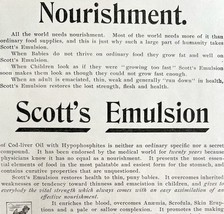 Nourishment.
All the world needs nourishment. Most of the world needs more of it than
ordinary food supplies, and this is just why such a large part of humanity takes
Scott's Emulsion.
When Babies do not thrive on ordinary food they grow fat and well on
Scott's Emulsion.
When Children look as if they were "growing too fast" Scott's Emulsion
soon makes them look as though they could not grow fast enough.
When an adult is emaciated, thin, weak and generally "run down" in health,
Scott's Emulsion restores to strength, flesh and health.
Scott's Emulsion
of Cod-liver Oil with Hypophosphites is neither an ordinary specific nor a secret
compound. It has been endorsed by the medical world for twenty years because
physicians know it has no equal as a nourishment. It presents the most essen-
tial elements of food in the most palatable and easiest form for the stomach, and
contains curative properties that are unquestioned.
Scott's Emulsion restores health to thin, puny babies. It overcomes inherited
weaknesses or tendency toward thinness and emaciation in children, and gives to
everybody the vital strength which always comes with an easy assimilation of
effective nourishment.
It enriches the blood, overcomes Anæmia, Scrofula, Skin
tions and a pale or sallow complexion. It promotes the making